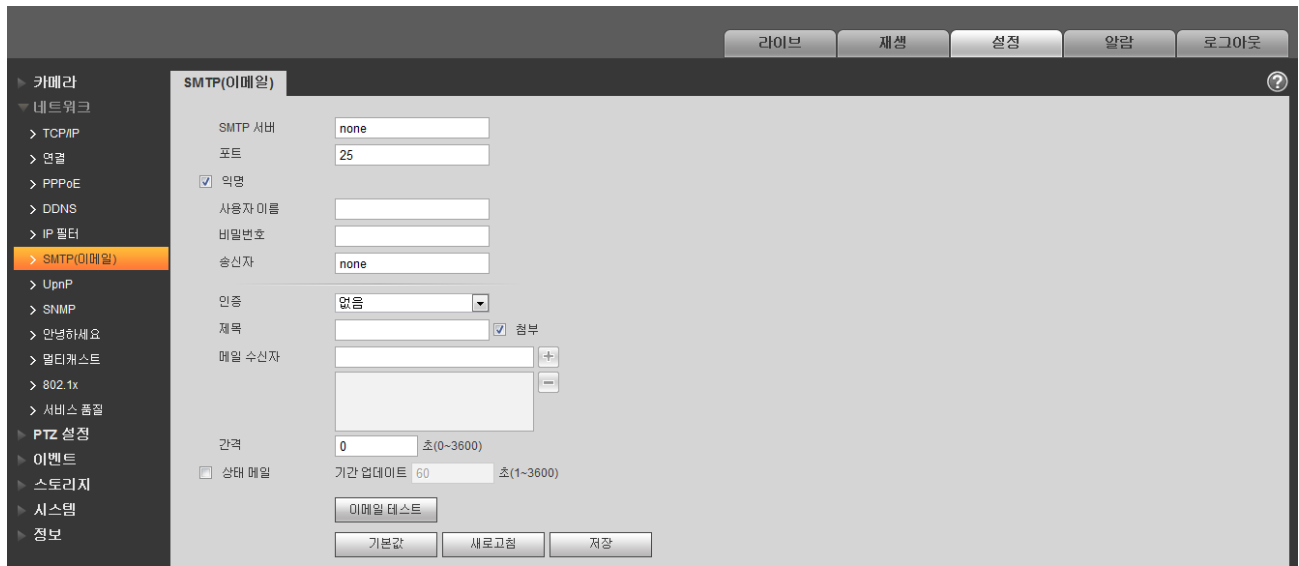 라이브 재생 설정 알람 로그아웃
카메라
네트워크
TCP/IP
연결
PPPoE
DDNS
IP 필터
SMTP(이메일)
UpnP
SNMP
안녕하세요
멀티캐스트
802.1x
서비스 품질
PTZ 설정
이벤트
스토리지
시스템
정보
SMTP(이메일)
?
SMTP 서버 none
포트 25
익명
사용자 이름
비밀번호
송신자 none
인증 없음
제목 첨부
메일 수신자
간격 0 초(0~3600)
상태 메일 기간 업데이트 60 초(1~3600)
이메일 테스트
기본값 새로고침 저장